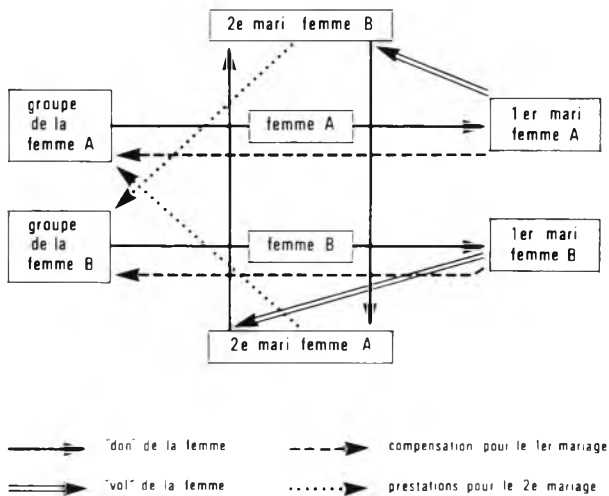 2e mari femme B
groupe
de la
femme A
femme A
1er mari
femme A
groupe
de la
femme B
femme B
1er mari
femme B
2e mari femme A
"don" de la femme
compensation pour le 1er mariage
"vol" de la femme
prestations pour le 2e mariage